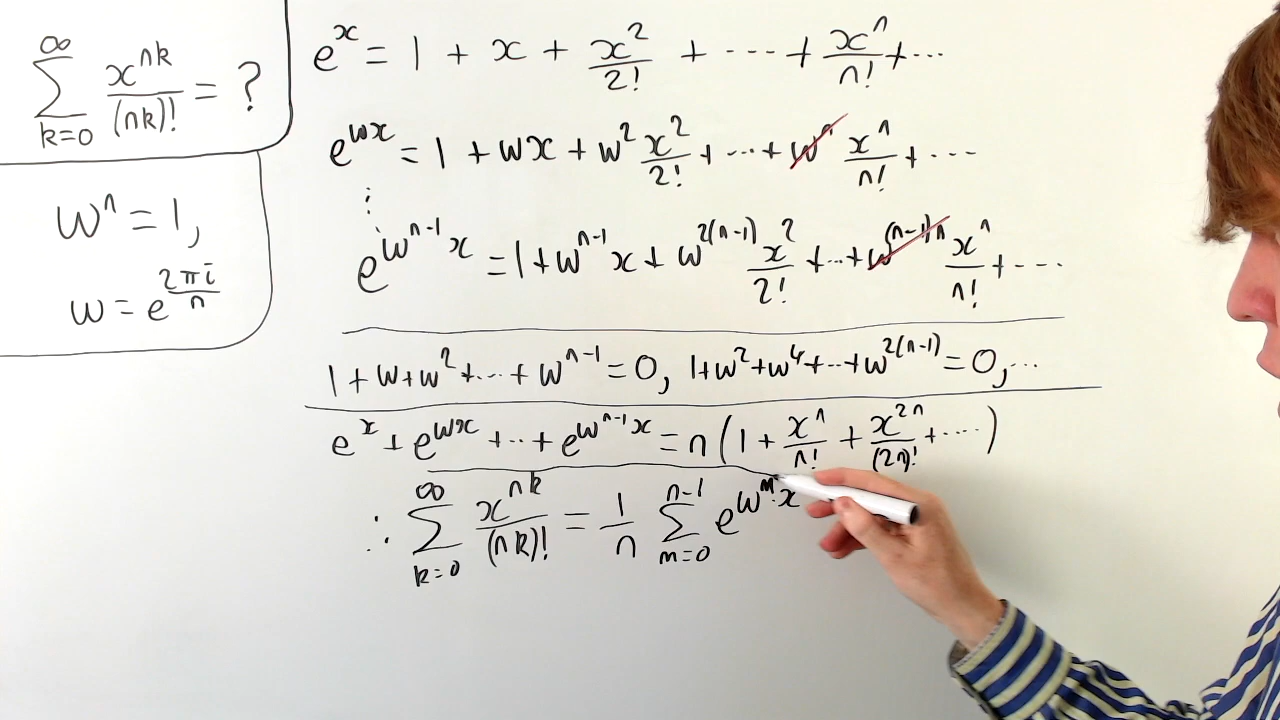 ∑_{k=0}^{∞} x^{nk}/(nk)! = ?
w^n = 1,
w = e^{2πi/n}
e^x = 1 + x + x^2/2! + ---- + x^n/n! + ...
e^{wx} = 1 + wx + w^2 x^2/2! + ... + w^n x^n/n! + ...
⋮
e^{w^{n-1}x} = 1 + w^{n-1}x + w^{2(n-1)} x^2/2! + ... + w^{(n-1)n} x^n/n! + ....
1 + w + w^2 + ... + w^{n-1} = 0, 1 + w^2 + w^4 + ... + w^{2(n-1)} = 0, ...
e^x + e^{wx} + ... + e^{w^{n-1}x} = n(1 + x^n/n! + x^{2n}/(2n)! + ....)
∴ ∑_{k=0}^{∞} x^{nk}/(nk)! = 1/n ∑_{m=0}^{n-1} e^{w^m x}